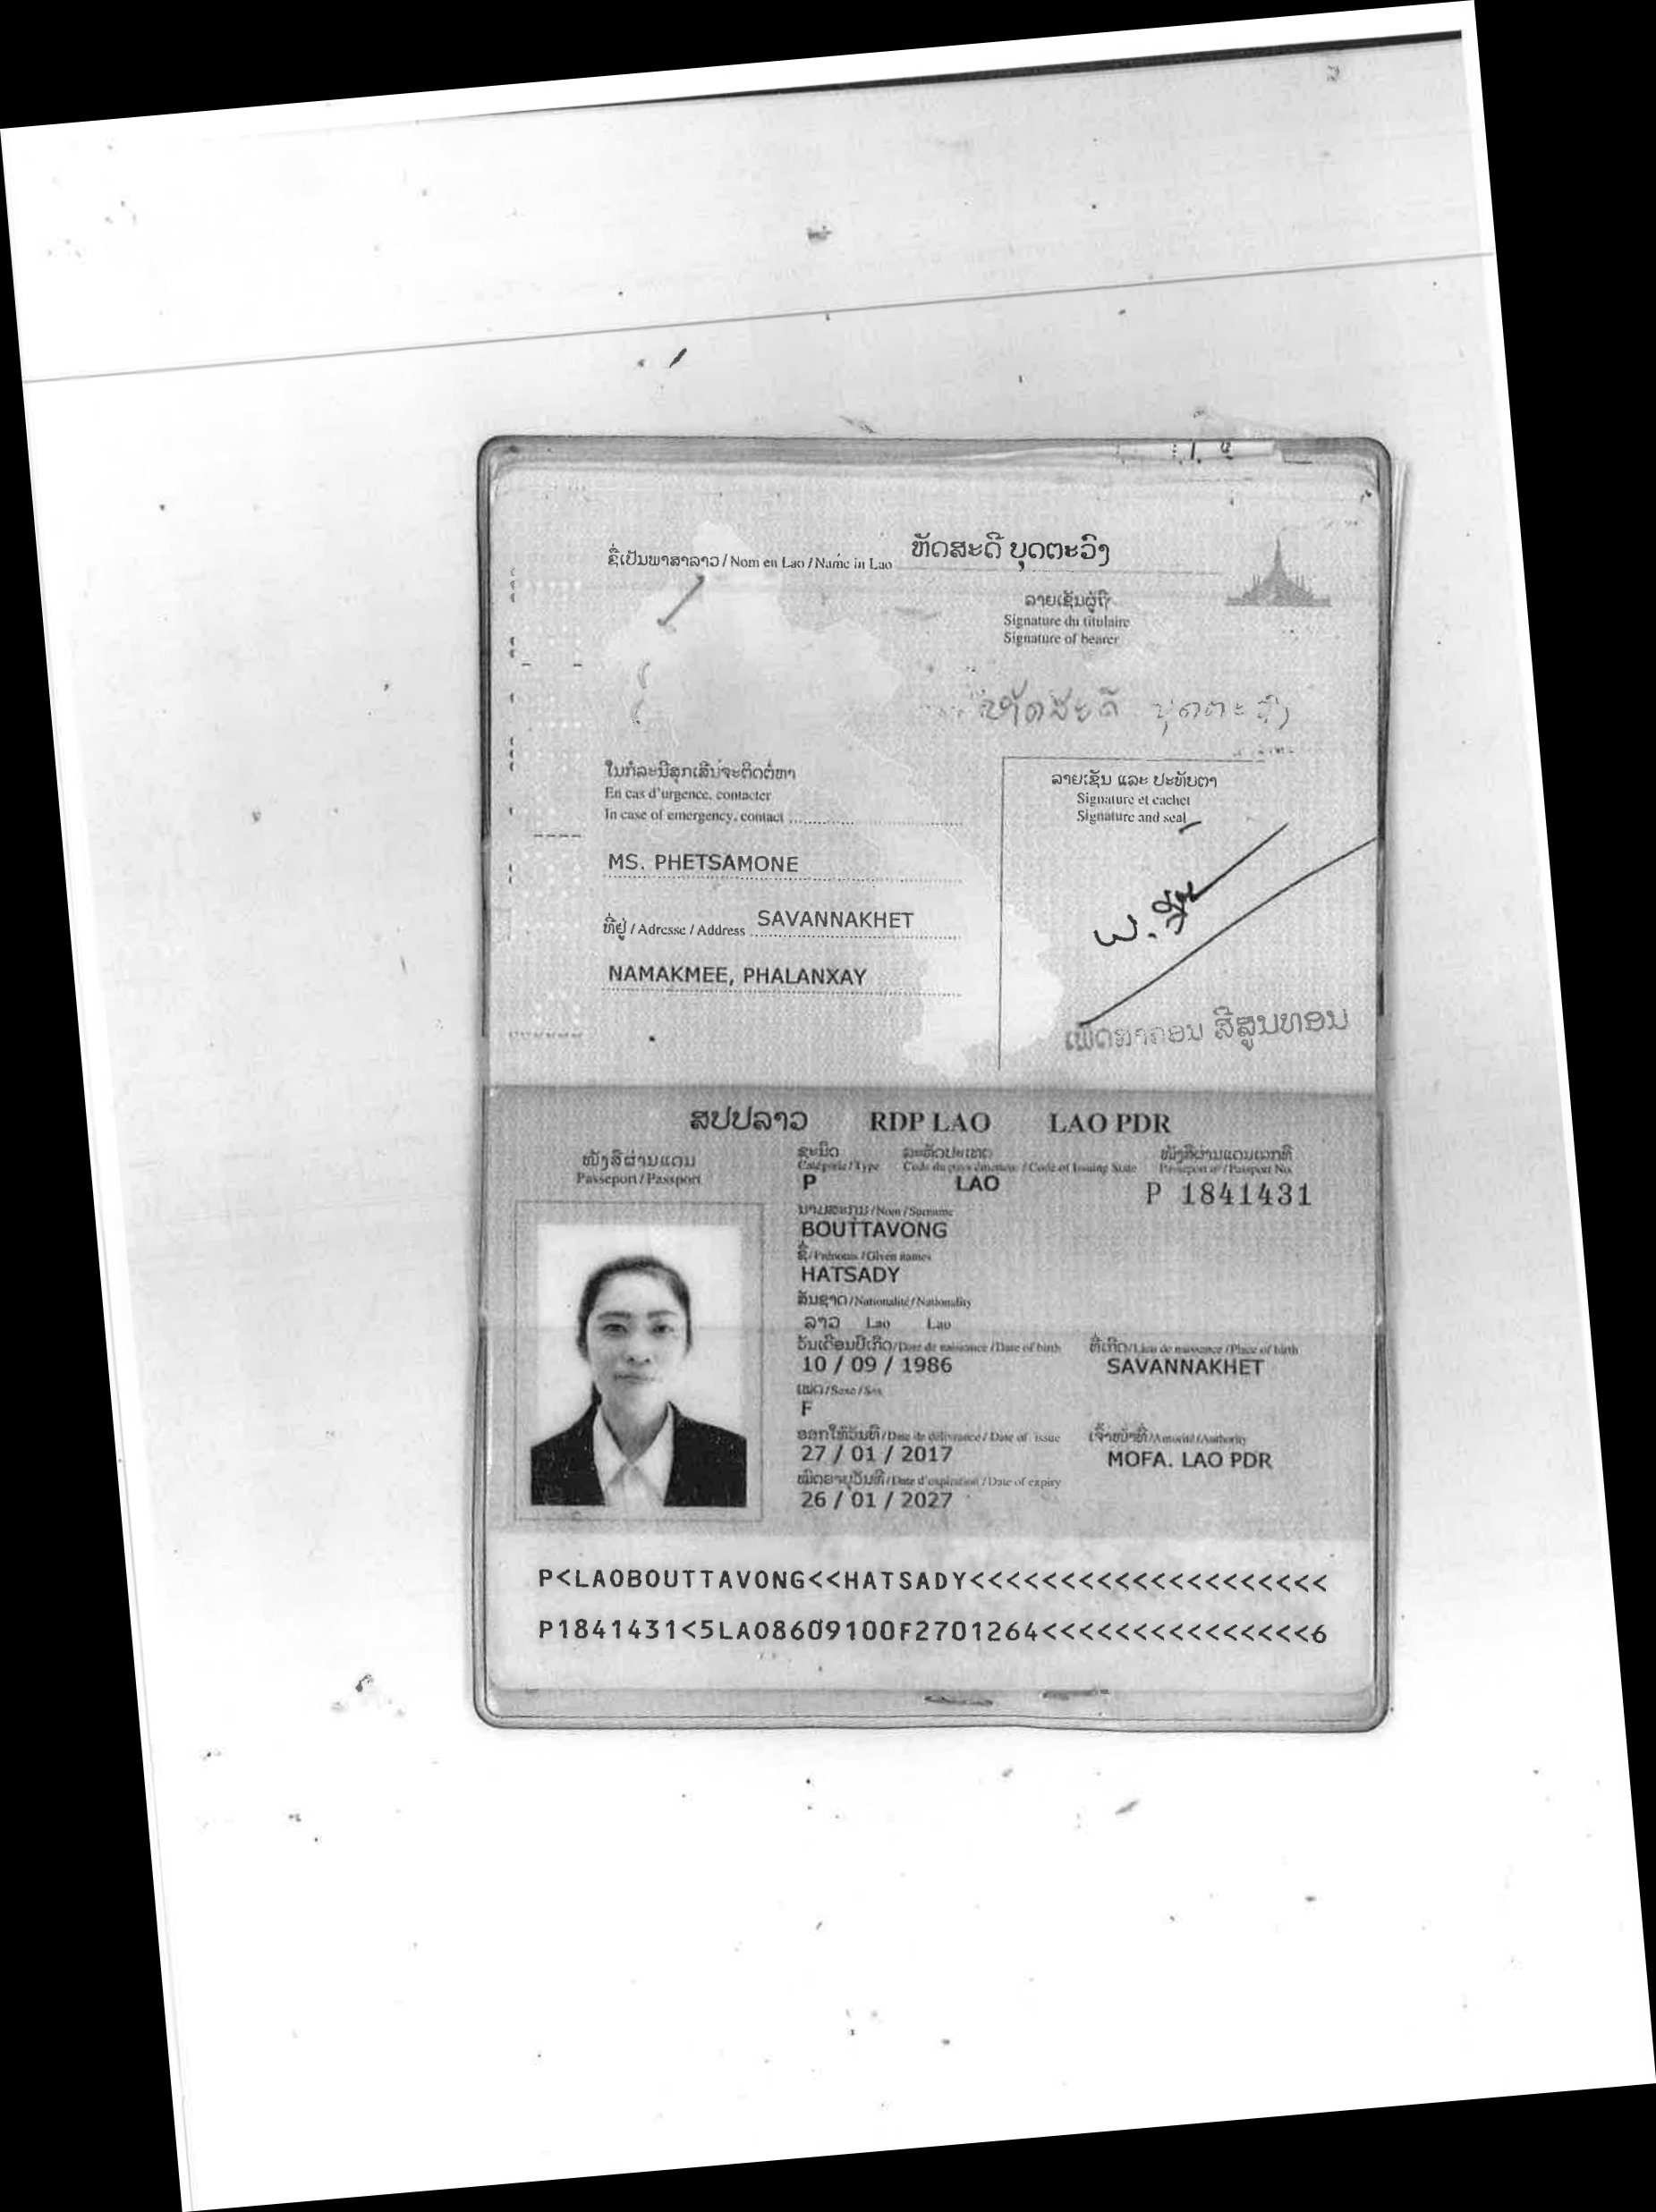 ຊື່ເປັນພາສາລາວ / Nom en Lao / Name in Lao ຫັດສະດີ ບຸດຕະວົງ
ລາຍເຊັນຜູ້ຖື
Signature du titulaire
Signature of bearer
ຫັດສະດີ ບຸດຕະວົງ
ໃນກໍລະນີສຸກເສີນຈະຕິດຕໍ່ຫາ
En cas d'urgence, contacter
In case of emergency, contact
MS. PHETSAMONE
ທີ່ຢູ່ / Adresse / Address SAVANNAKHET
NAMAKMEE, PHALANXAY
ລາຍເຊັນ ແລະ ປະທັບຕາ
Signature et cachet
Signature and seal
ເພັດສາຄອນ ສີສູນທອນ
ສປປລາວ RDP LAO LAO PDR
ໜັງສືຜ່ານແດນ
Passeport / Passport
ຊະນິດ ລະຫັດປະເທດ ໜັງສືຜ່ານແດນເລກທີ
Catégorie / Type Code du pays émetteur / Code of Issuing State Passeport nº / Passport No.
P LAO P 1841431
ນາມສະກຸນ / Nom / Surname
BOUTTAVONG
ຊື່ / Prénoms / Given names
HATSADY
ສັນຊາດ / Nationalité / Nationality
ລາວ Lao Lao
ວັນເດືອນປີເກີດ / Date de naissance / Date of birth ທີ່ເກີດ / Lieu de naissance / Place of birth
10 / 09 / 1986 SAVANNAKHET
ເພດ / Sexe / Sex
F
ອອກໃຫ້ວັນທີ / Date de délivrance / Date of issue ເຈົ້າໜ້າທີ່ / Autorité / Authority
27 / 01 / 2017 MOFA. LAO PDR
ໝົດອາຍຸວັນທີ / Date d'expiration / Date of expiry
26 / 01 / 2027
P<LAOBOUTTAVONG<<HATSADY<<<<<<<<<<<<<<<<<<<<
P1841431<5LAO8609100F2701264<<<<<<<<<<<<<<<6